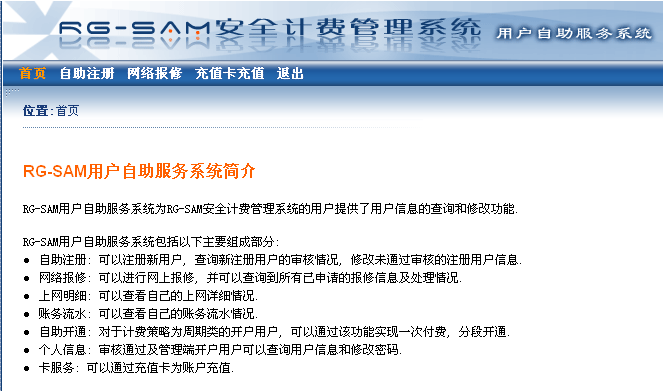 RG-SAM安全计费管理系统 用户自助服务系统
首页 自助注册 网络报修 充值卡充值 退出
位置:首页
RG-SAM用户自助服务系统简介
RG-SAM用户自助服务系统为RG-SAM安全计费管理系统的用户提供了用户信息的查询和修改功能.
RG-SAM用户自助服务系统包括以下主要组成部分:
● 自助注册: 可以注册新用户, 查询新注册用户的审核情况, 修改未通过审核的注册用户信息.
● 网络报修: 可以进行网上报修, 并可以查询到所有已申请的报修信息及处理情况.
● 上网明细: 可以查看自己的上网详细情况.
● 账务流水: 可以查看自己的账务流水情况.
● 自助开通: 对于计费策略为周期类的开户用户, 可以通过该功能实现一次付费, 分段开通.
● 个人信息: 审核通过及管理端开户用户可以查询用户信息和修改密码.
● 卡服务: 可以通过充值卡为账户充值.